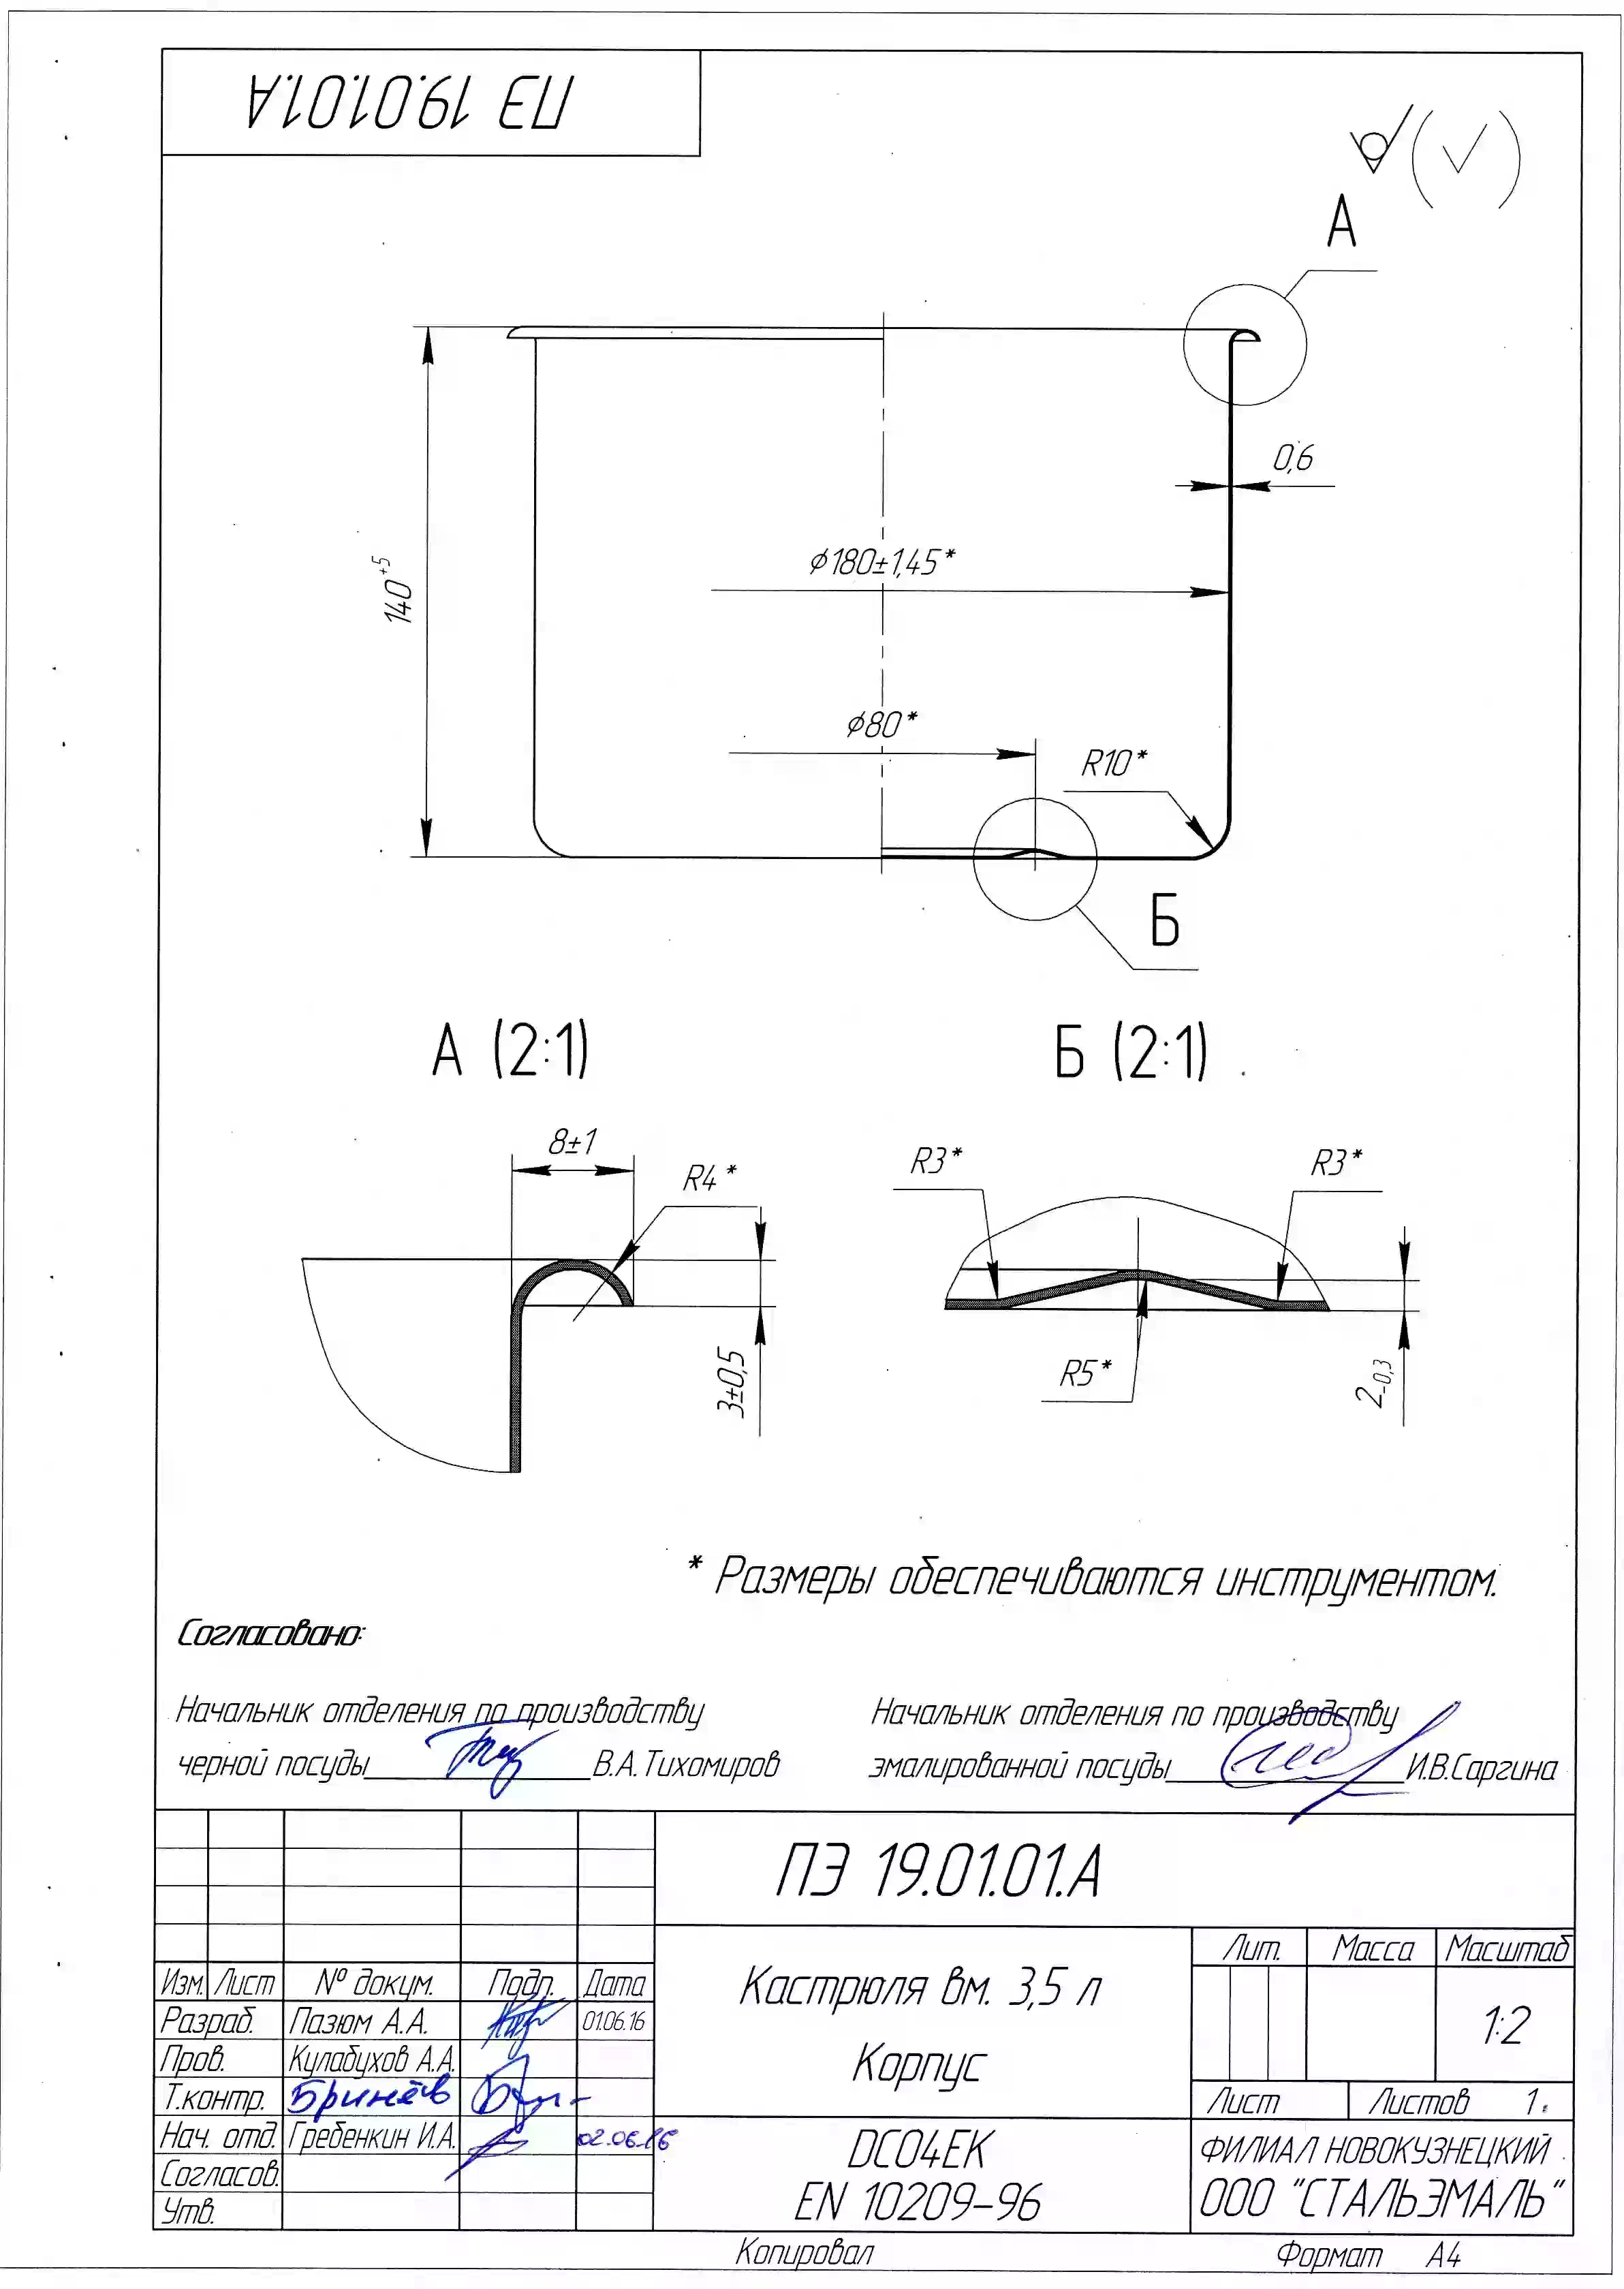 ПЭ 19.01.01.А
А
140⁺⁵
0,6
⌀180±1,45*
⌀80*
R10*
Б
А (2:1)
Б (2:1)
8±1
R4*
3±0,5
R3*
R3*
R5*
2₋₀,₃
* Размеры обеспечиваются инструментом.
Согласовано:
Начальник отделения по производству
черной посуды В.А.Тихомиров
Начальник отделения по производству
эмалированной посуды И.В.Саргина
ПЭ 19.01.01.А
Изм. Лист № докум. Подп. Дата
Разраб. Пазюм А.А. 01.06.16
Пров. Кулабухов А.А.
Т.контр. Бринёв
Нач. отд. Гребенкин И.А. 02.06.16
Согласов.
Утв.
Кастрюля вм. 3,5 л
Корпус
DC04EK
EN 10209-96
Лит. Масса Масштаб
1:2
Лист Листов 1
ФИЛИАЛ НОВОКУЗНЕЦКИЙ
ООО "СТАЛЬЭМАЛЬ"
Копировал
Формат А4